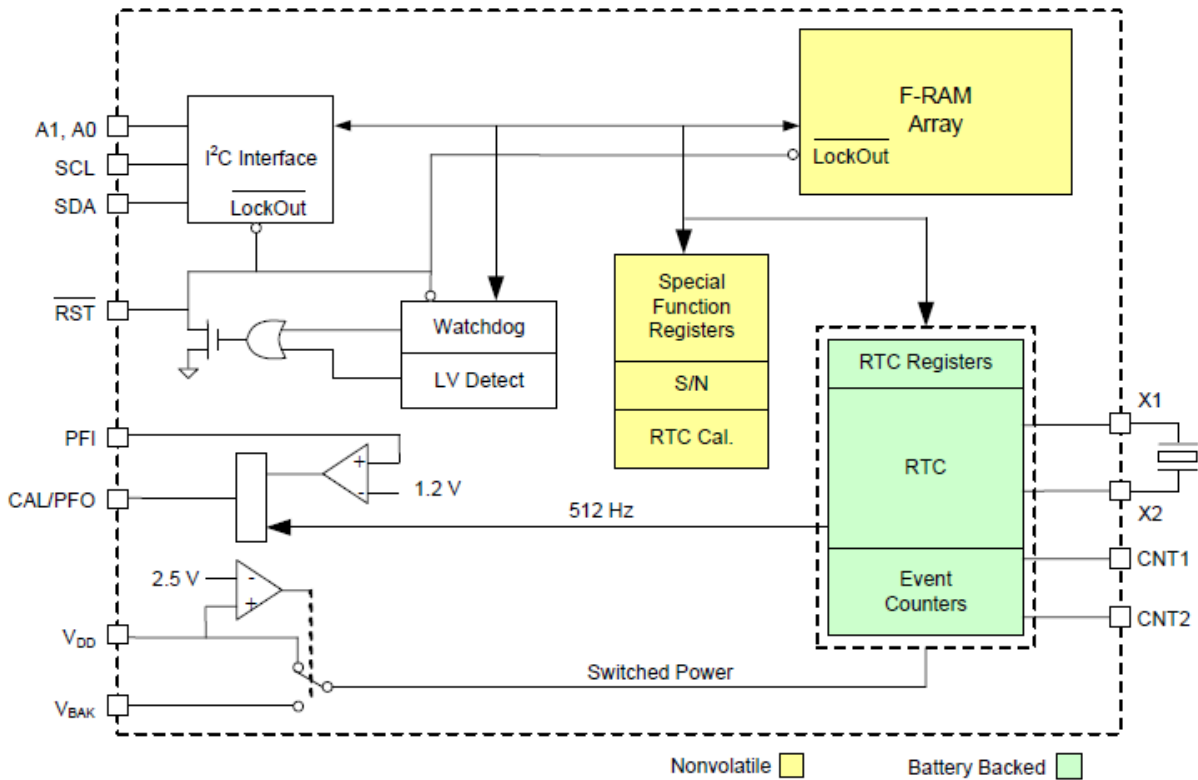 F-RAM
Array
LockOut
A1, A0
SCL
SDA
I²C Interface
LockOut
RST
Watchdog
LV Detect
Special
Function
Registers
S/N
RTC Cal.
RTC Registers
RTC
Event
Counters
X1
X2
CNT1
CNT2
PFI
CAL/PFO
+
-
1.2 V
512 Hz
2.5 V
-
+
VDD
VBAK
Switched Power
Nonvolatile
Battery Backed